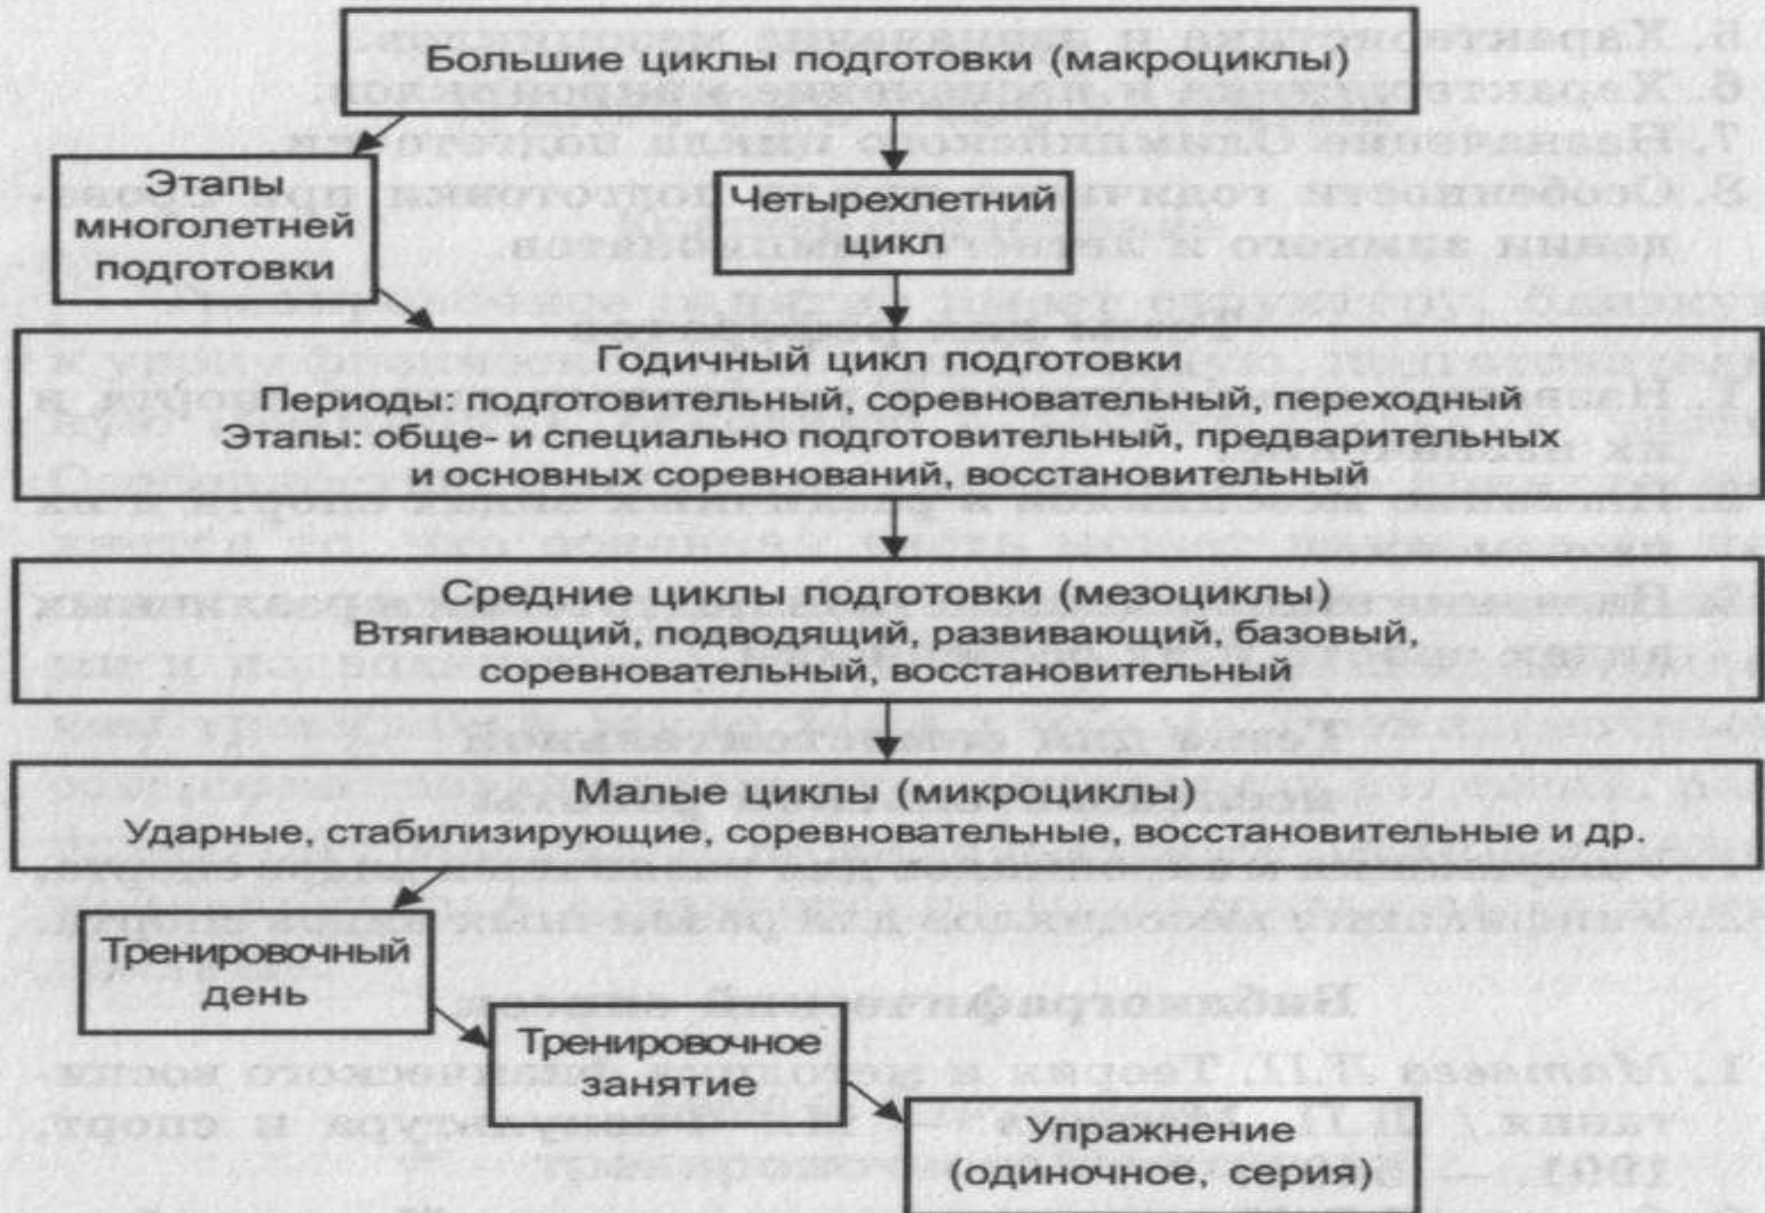 Большие циклы подготовки (макроциклы)
Этапы
многолетней
подготовки
Четырехлетний
цикл
Годичный цикл подготовки
Периоды: подготовительный, соревновательный, переходный
Этапы: обще- и специально подготовительный, предварительных
и основных соревнований, восстановительный
Средние циклы подготовки (мезоциклы)
Втягивающий, подводящий, развивающий, базовый,
соревновательный, восстановительный
Малые циклы (микроциклы)
Ударные, стабилизирующие, соревновательные, восстановительные и др.
Тренировочный
день
Тренировочное
занятие
Упражнение
(одиночное, серия)